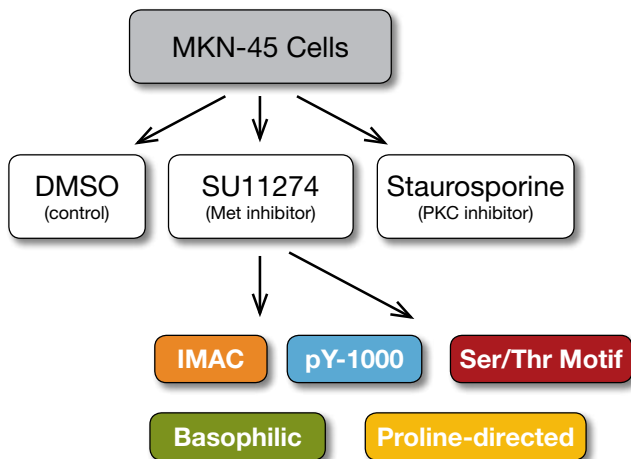 MKN-45 Cells
DMSO
(control)
SU11274
(Met inhibitor)
Staurosporine
(PKC inhibitor)
IMAC
pY-1000
Ser/Thr Motif
Basophilic
Proline-directed